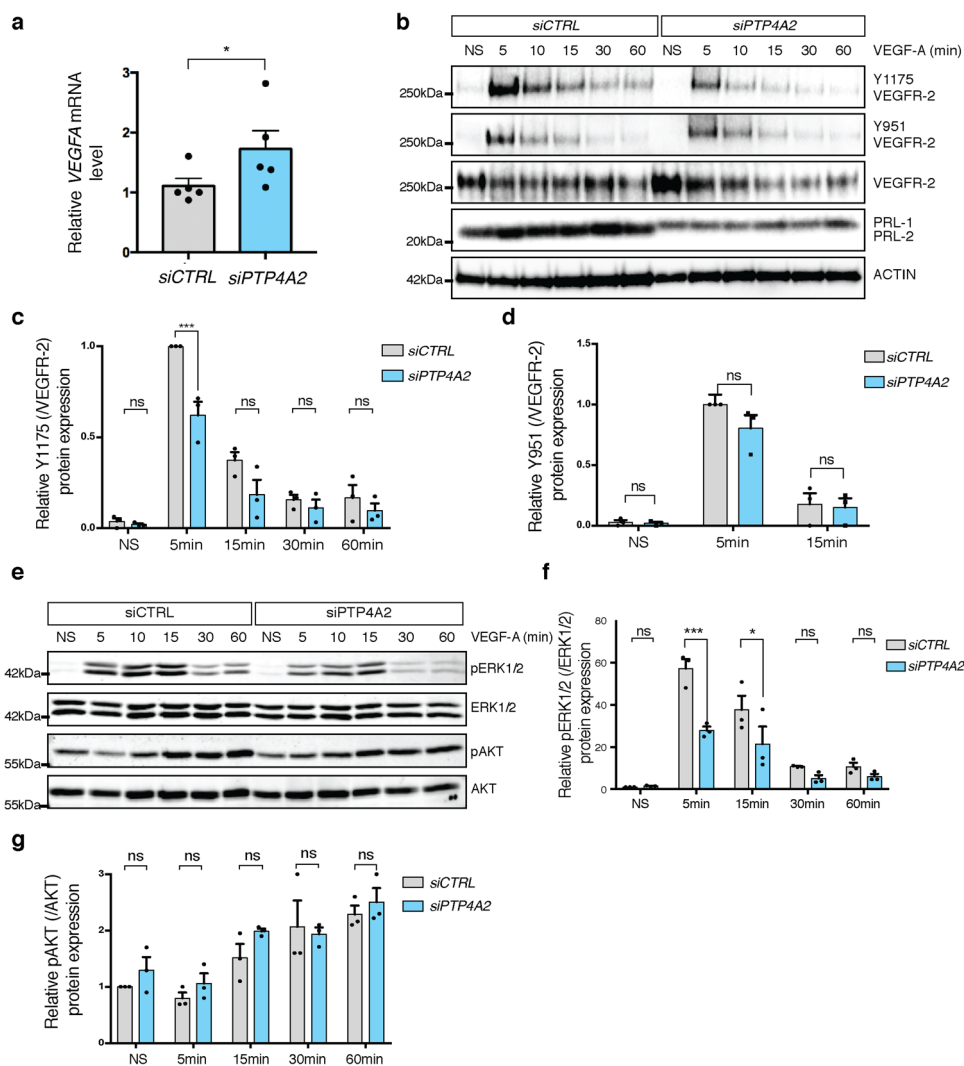 a
*
3
2
1
0
Relative VEGFA mRNA
level
siCTRL siPTP4A2
b
siCTRL siPTP4A2
NS 5 10 15 30 60 NS 5 10 15 30 60 VEGF-A (min)
250kDa
Y1175
VEGFR-2
250kDa
Y951
VEGFR-2
250kDa
VEGFR-2
20kDa
PRL-1
PRL-2
42kDa
ACTIN
c
Relative Y1175 (/VEGFR-2)
protein expression
1.0
0.5
0.0
ns *** ns ns ns
NS 5min 15min 30min 60min
siCTRL
siPTP4A2
d
Relative Y951 (/VEGFR-2)
protein expression
1.5
1.0
0.5
0.0
ns ns ns
NS 5min 15min
siCTRL
siPTP4A2
e
siCTRL siPTP4A2
NS 5 10 15 30 60 NS 5 10 15 30 60 VEGF-A (min)
42kDa pERK1/2
42kDa ERK1/2
55kDa pAKT
55kDa AKT
f
Relative pERK1/2 (/ERK1/2)
protein expression
80
60
40
20
0
ns *** * ns ns
NS 5min 15min 30min 60min
siCTRL
siPTP4A2
g
Relative pAKT (/AKT)
protein expression
3
2
1
0
ns ns ns ns ns
NS 5min 15min 30min 60min
siCTRL
siPTP4A2